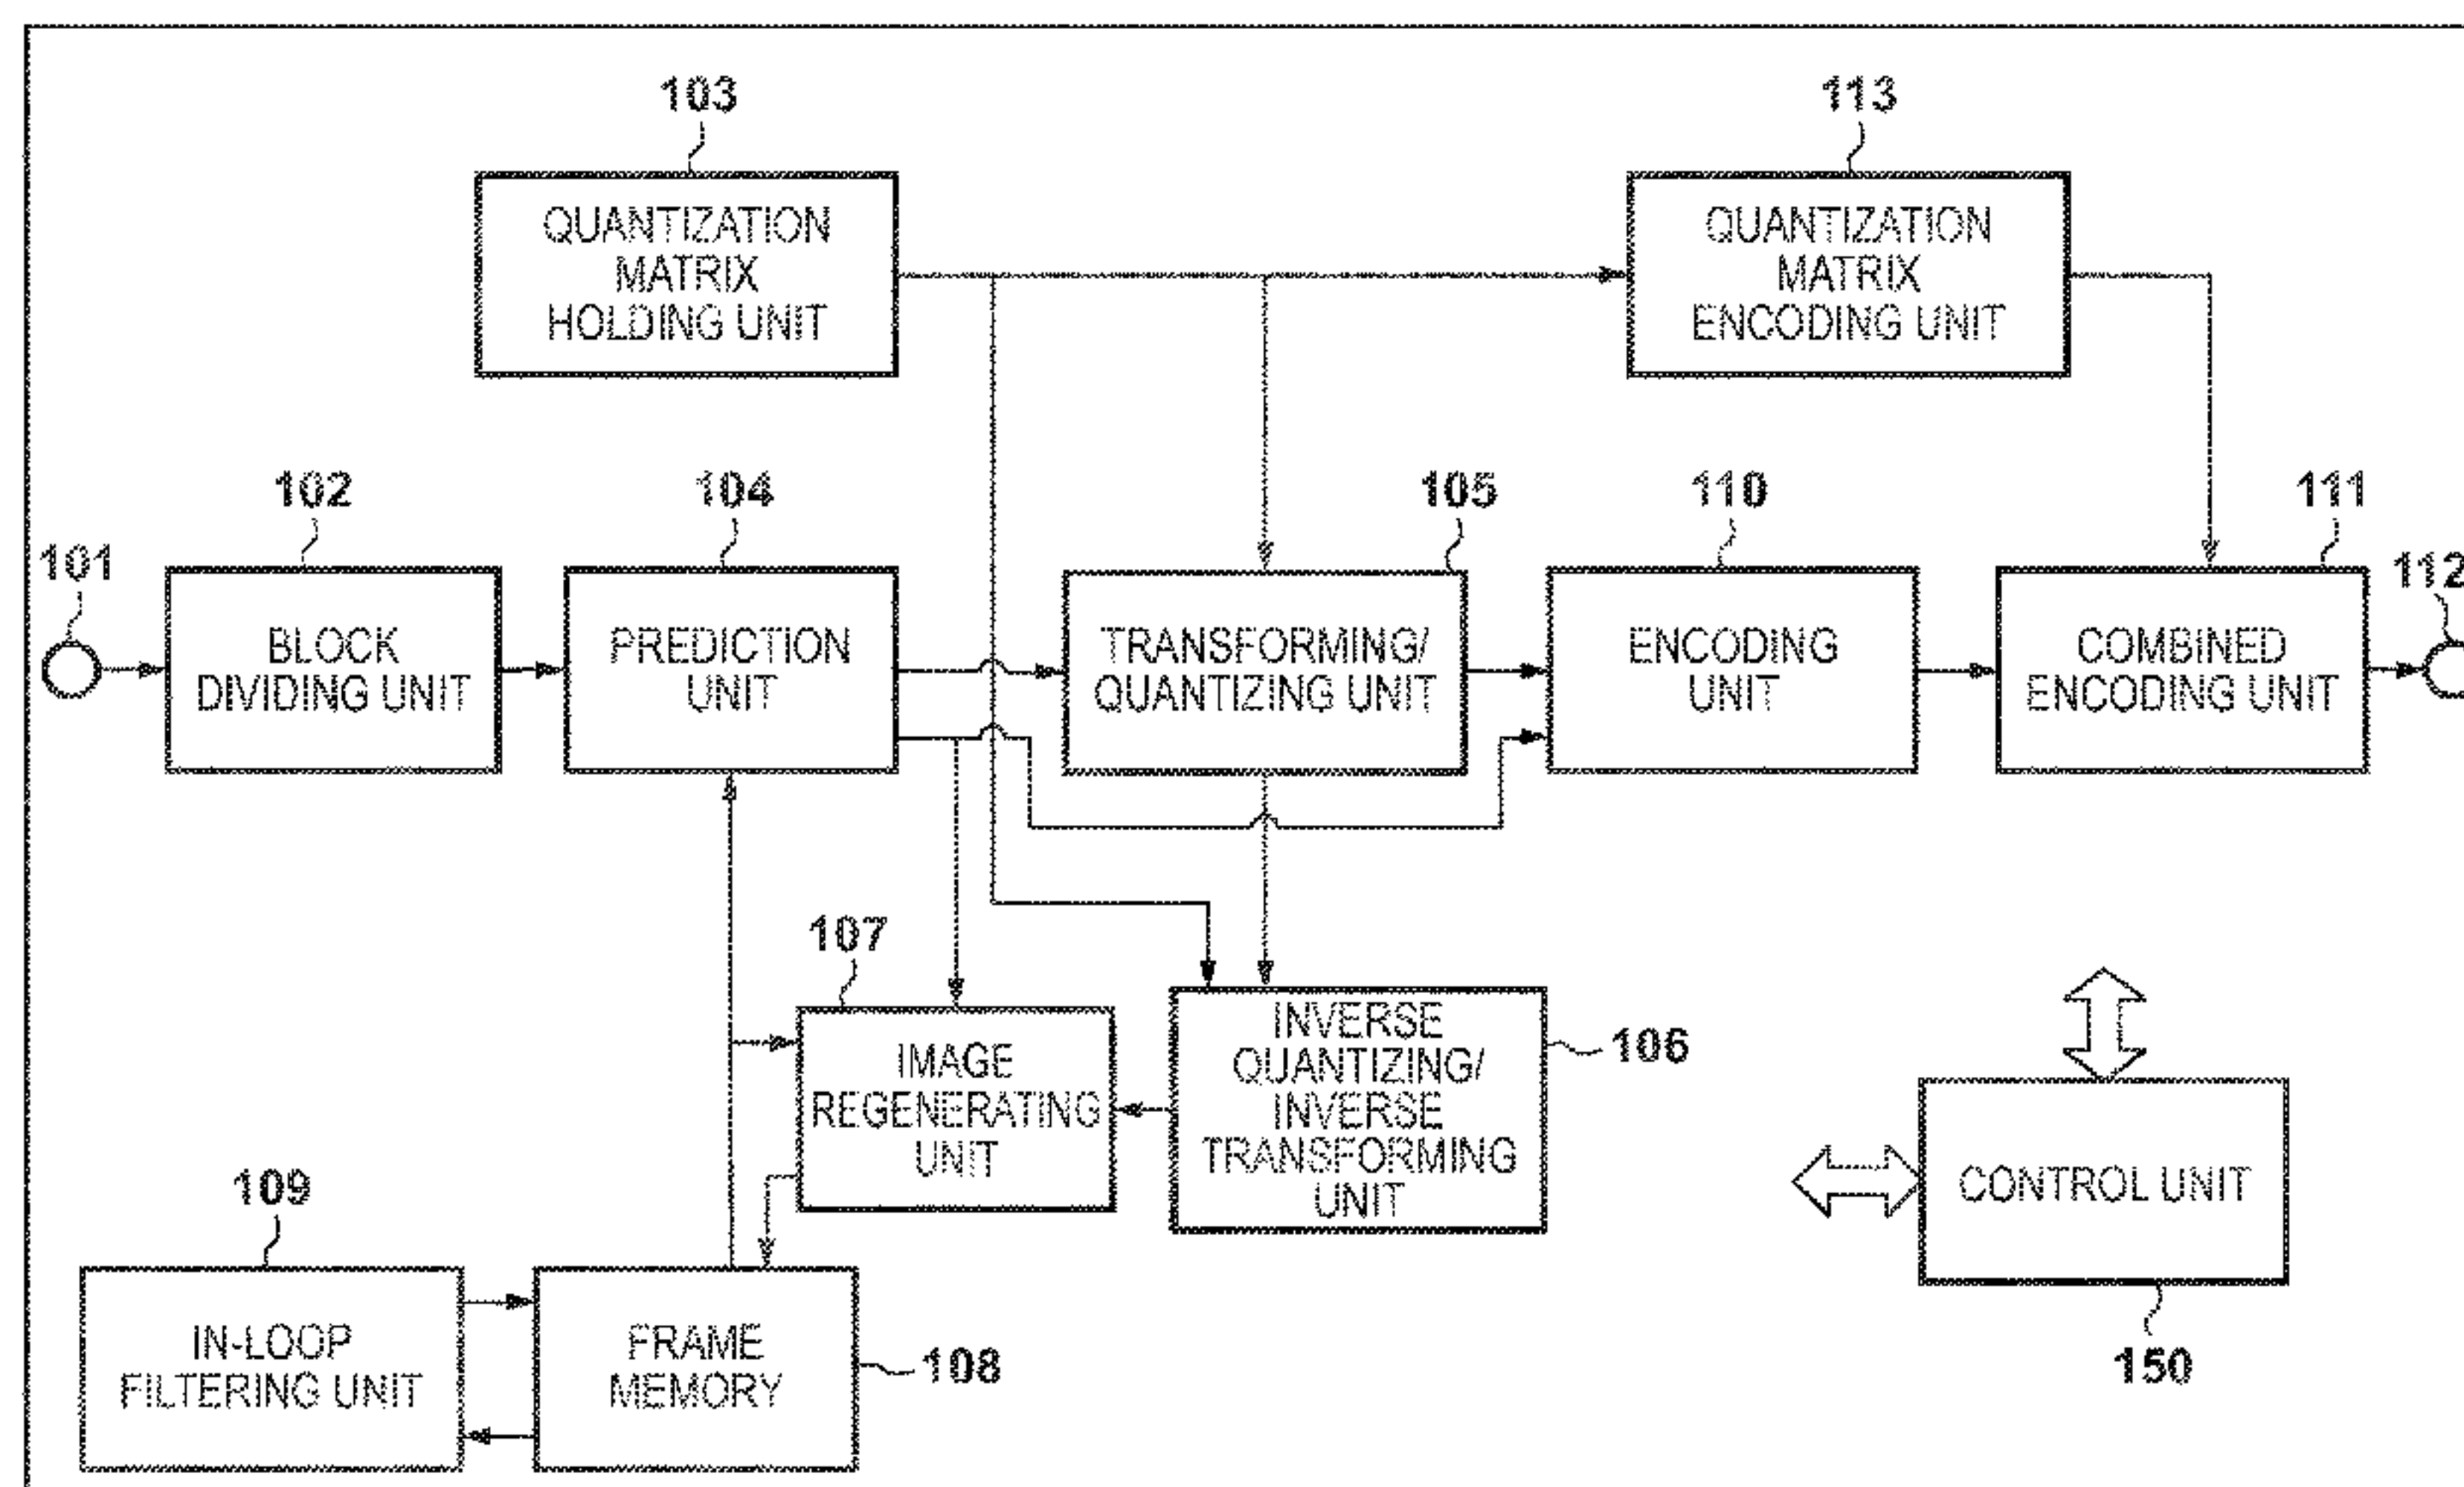 103
113
QUANTIZATION
MATRIX
HOLDING UNIT
QUANTIZATION
MATRIX
ENCODING UNIT
101
102
104
105
110
111
112
BLOCK
DIVIDING UNIT
PREDICTION
UNIT
TRANSFORMING/
QUANTIZING UNIT
ENCODING
UNIT
COMBINED
ENCODING UNIT
107
IMAGE
REGENERATING
UNIT
INVERSE
QUANTIZING/
INVERSE
TRANSFORMING
UNIT
106
CONTROL UNIT
150
109
IN-LOOP
FILTERING UNIT
FRAME
MEMORY
108